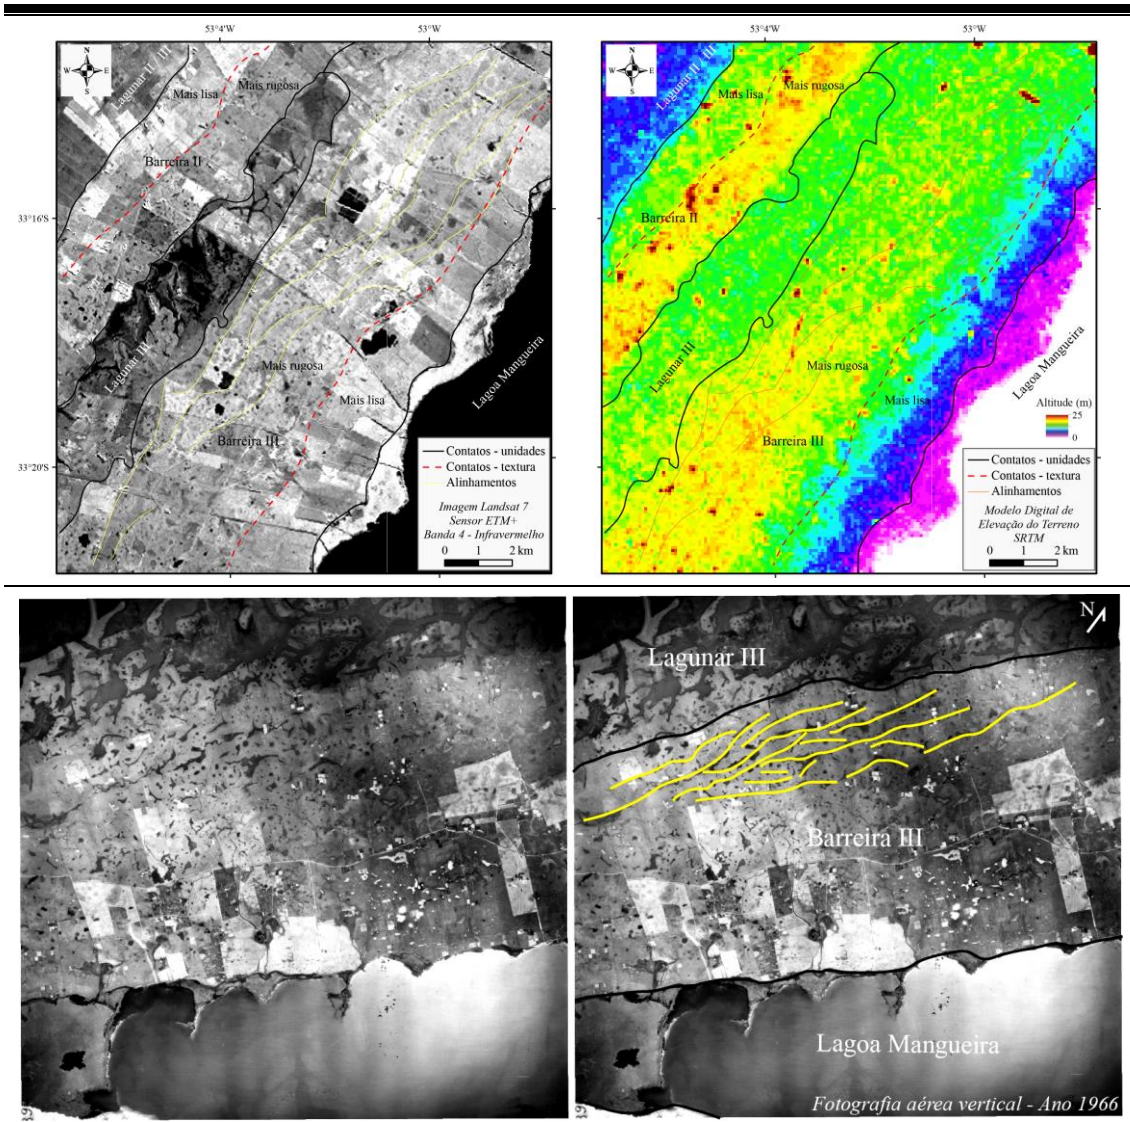 53°4'W
53°W
53°4'W
53°W
N
W E
S
Lagunar II - III
Mais lisa
Mais rugosa
Barreira II
33°16'S
Lagunar III
Mais rugosa
Mais lisa
Barreira III
Lagoa Mangueira
33°20'S
Contatos - unidades
Contatos - textura
Alinhamentos
Imagem Landsat 7
Sensor ETM+
Banda 4 - Infravermelho
0 1 2 km
N
W E
S
Lagunar II - III
Mais lisa
Mais rugosa
Barreira II
Lagunar III
Mais rugosa
Mais lisa
Barreira III
Lagoa Mangueira
Altitude (m)
25
0
Contatos - unidades
Contatos - textura
Alinhamentos
Modelo Digital de
Elevação do Terreno
SRTM
0 1 2 km
N
Lagunar III
Barreira III
Lagoa Mangueira
Fotografia aérea vertical - Ano 1966